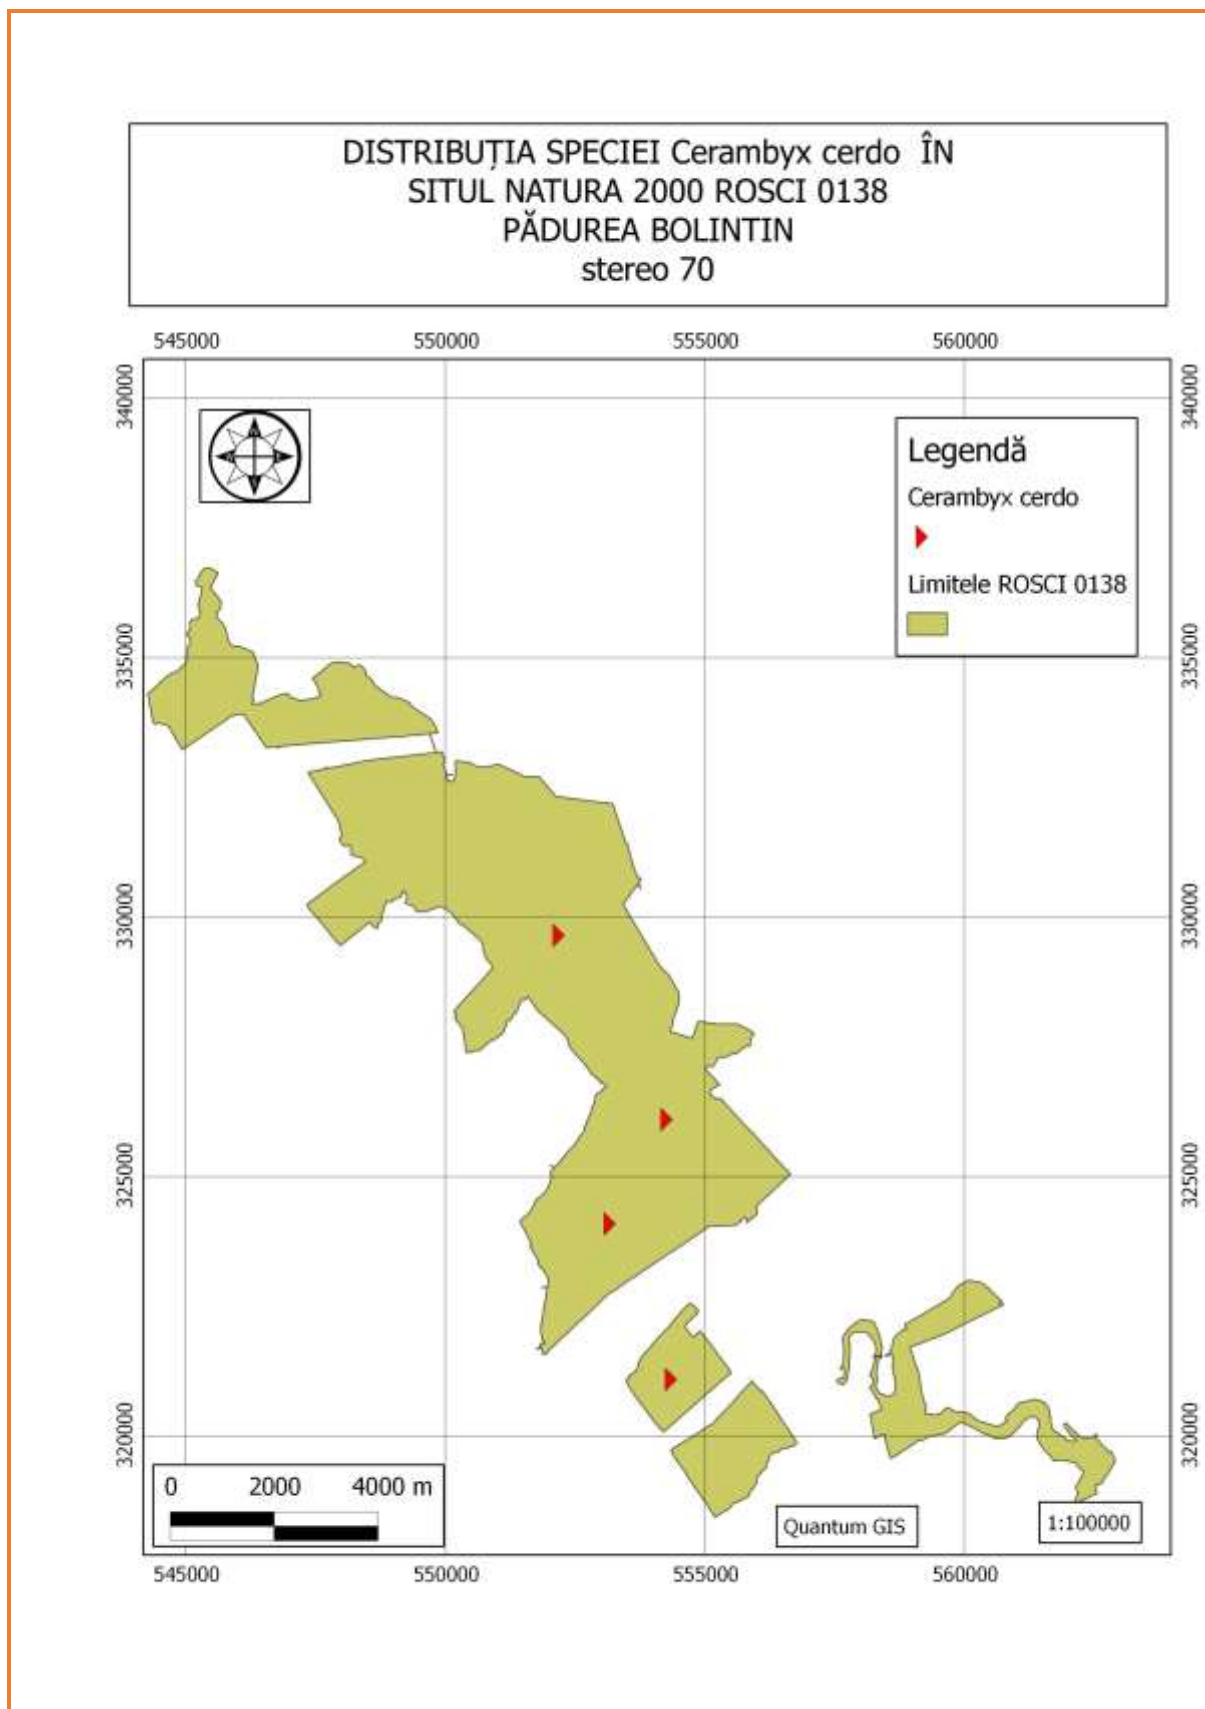 DISTRIBUȚIA SPECIEI Cerambyx cerdo ÎN
SITUL NATURA 2000 ROSCI 0138
PĂDUREA BOLINTIN
stereo 70
545000 550000 555000 560000
340000 340000
Legendă
Cerambyx cerdo
Limitele ROSCI 0138
335000 335000
330000 330000
325000 325000
320000 320000
0 2000 4000 m
Quantum GIS
1:100000
545000 550000 555000 560000